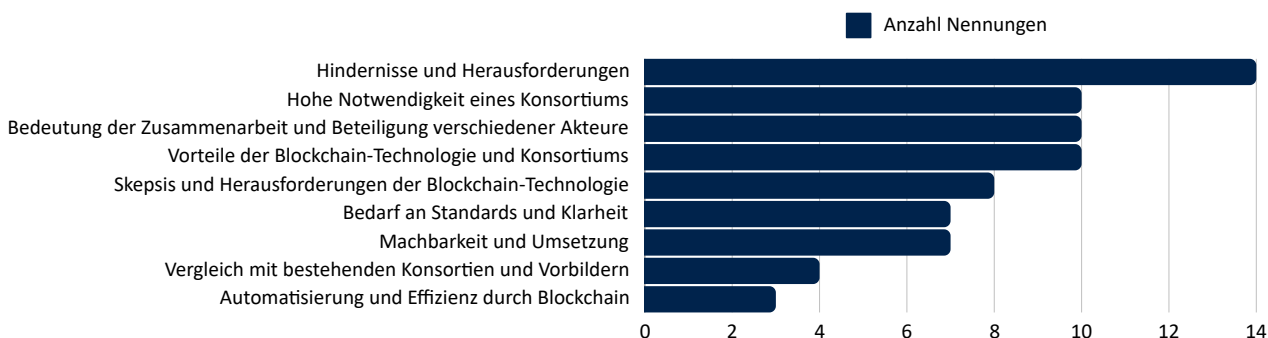 Anzahl Nennungen
Hindernisse und Herausforderungen
Hohe Notwendigkeit eines Konsortiums
Bedeutung der Zusammenarbeit und Beteiligung verschiedener Akteure
Vorteile der Blockchain-Technologie und Konsortiums
Skepsis und Herausforderungen der Blockchain-Technologie
Bedarf an Standards und Klarheit
Machbarkeit und Umsetzung
Vergleich mit bestehenden Konsortien und Vorbildern
Automatisierung und Effizienz durch Blockchain
0 2 4 6 8 10 12 14